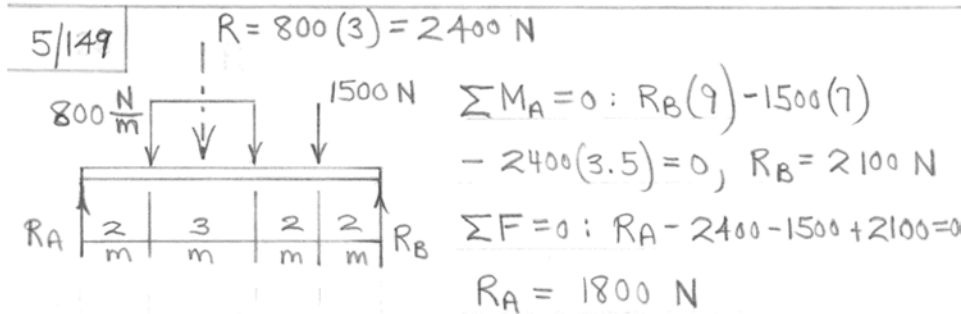 5/149
R = 800 (3) = 2400 N
800 N/m
1500 N
ΣM_A = 0 : R_B(9) - 1500(7)
- 2400(3.5) = 0, R_B = 2100 N
R_A 2 m 3 m 2 m 2 m R_B
ΣF = 0 : R_A - 2400 - 1500 + 2100 = 0
R_A = 1800 N